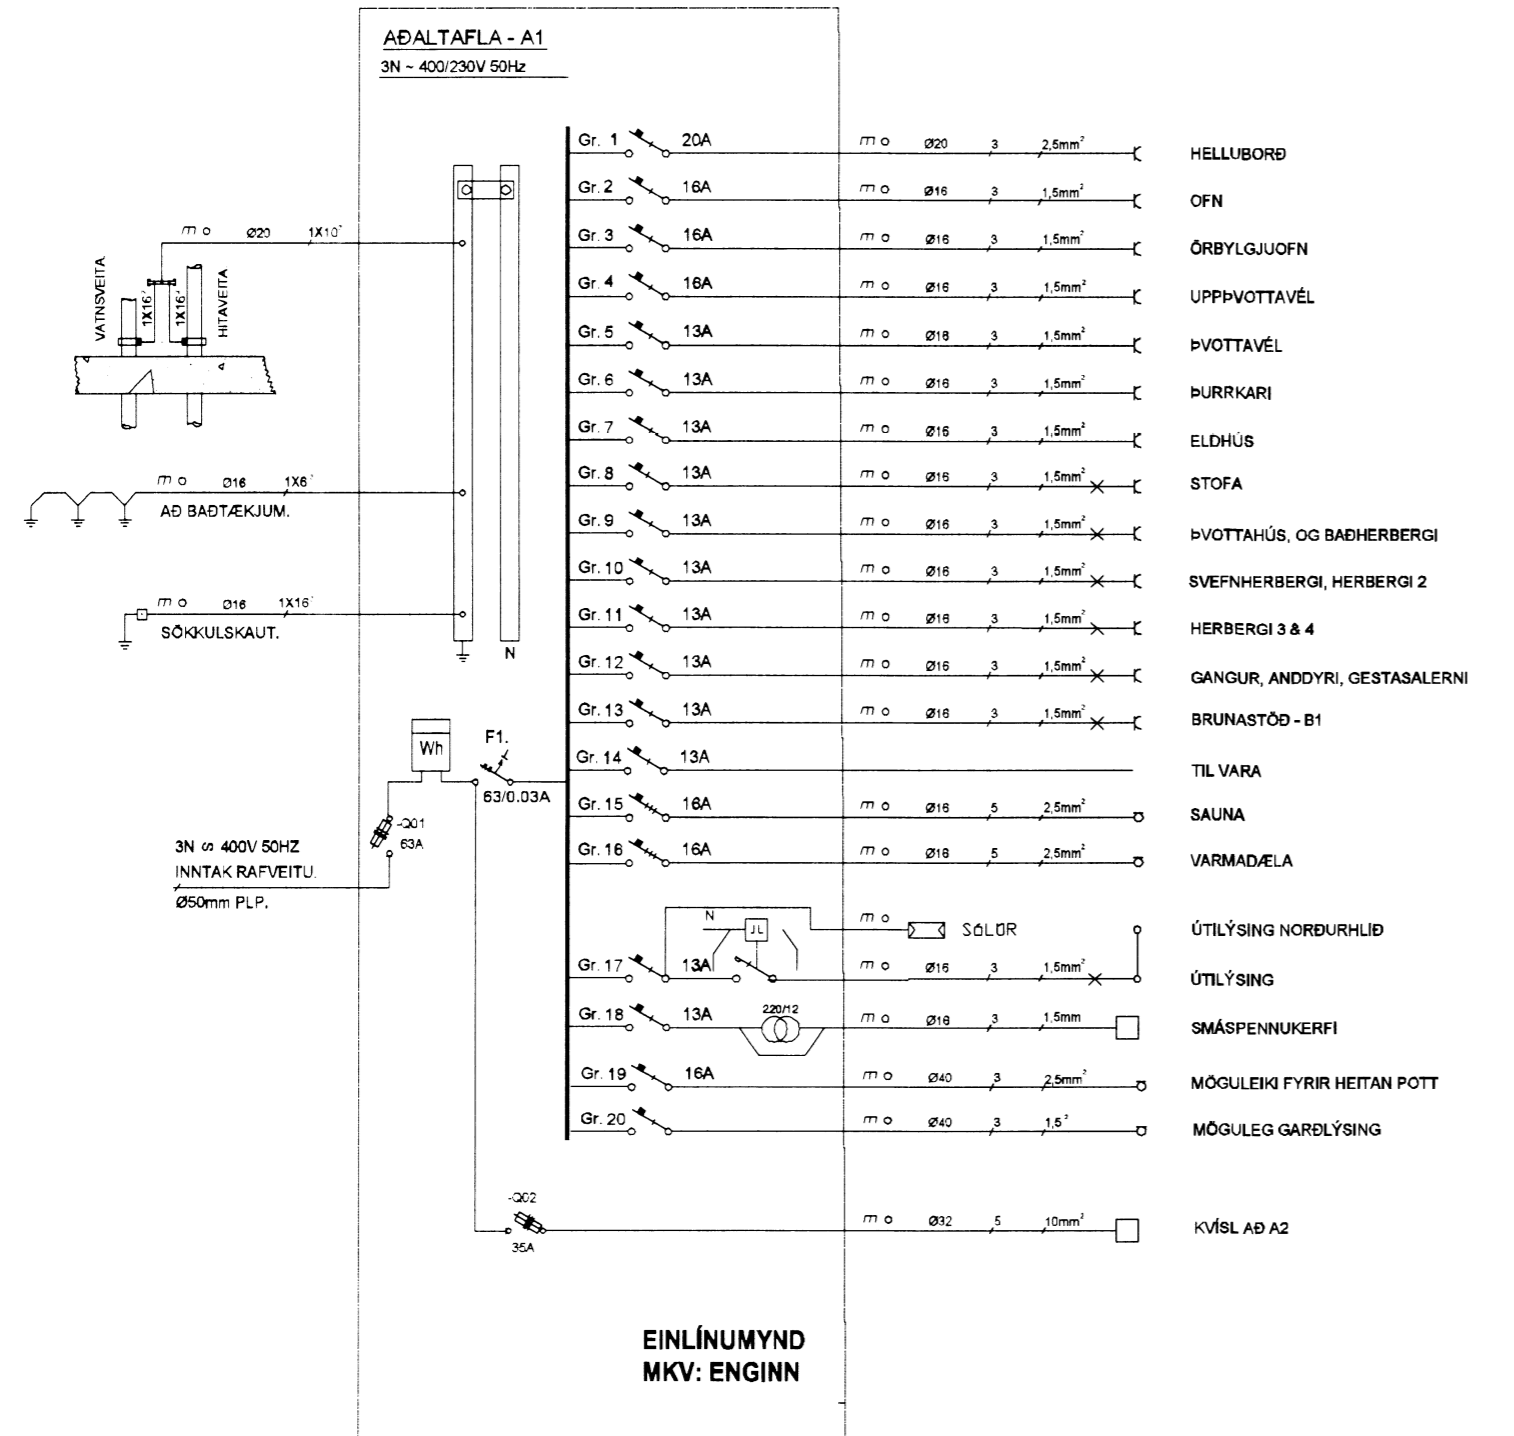 AÐALTAFLA - A1
3N ~ 400/230V 50Hz
Gr. 1 20A m o Ø20 3 2,5mm² HELLUBORÐ
Gr. 2 16A m o Ø16 3 1,5mm² OFN
Gr. 3 16A m o Ø16 3 1,5mm² ÖRBYLGJUOFN
Gr. 4 16A m o Ø16 3 1,5mm² UPPÞVOTTAVÉL
Gr. 5 13A m o Ø16 3 1,5mm² ÞVOTTAVÉL
Gr. 6 13A m o Ø16 3 1,5mm² ÞURRKARI
Gr. 7 13A m o Ø16 3 1,5mm² ELDHÚS
Gr. 8 13A m o Ø16 3 1,5mm² STOFA
Gr. 9 13A m o Ø16 3 1,5mm² ÞVOTTAHÚS, OG BAÐHERBERGI
Gr. 10 13A m o Ø16 3 1,5mm² SVEFNHERBERGI, HERBERGI 2
Gr. 11 13A m o Ø16 3 1,5mm² HERBERGI 3 & 4
Gr. 12 13A m o Ø16 3 1,5mm² GANGUR, ANDDYRI, GESTASALERNI
Gr. 13 13A m o Ø16 3 1,5mm² BRUNASTÖÐ - B1
Gr. 14 13A TIL VARA
Gr. 15 16A m o Ø16 5 2,5mm² SAUNA
Gr. 16 16A m o Ø16 5 2,5mm² VARMADÆLA
N JL m o SÓLÚR ÚTILÝSING NORÐURHLIÐ
Gr. 17 13A m o Ø16 3 1,5mm² ÚTILÝSING
Gr. 18 13A 220/12 m o Ø16 3 1,5mm SMÁSPENNUKERFI
Gr. 19 16A m o Ø40 3 2,5mm² MÖGULEIKI FYRIR HEITAN POTT
Gr. 20 m o Ø40 3 1,5² MÖGULEG GARÐLÝSING
-Q02
35A
m o Ø32 5 10mm² KVÍSL AÐ A2
m o Ø20 1X10²
VATNSVEITA
1X16²
1X16²
HITAVEITA
m o Ø16 1X6²
AÐ BAÐTÆKJUM.
m o Ø16 1X16²
SÖKKULSKAUT.
N
Wh
F1.
63/0.03A
-Q01
63A
3N ∽ 400V 50HZ
INNTAK RAFVEITU.
Ø50mm PLP.
EINLÍNUMYND
MKV: ENGINN